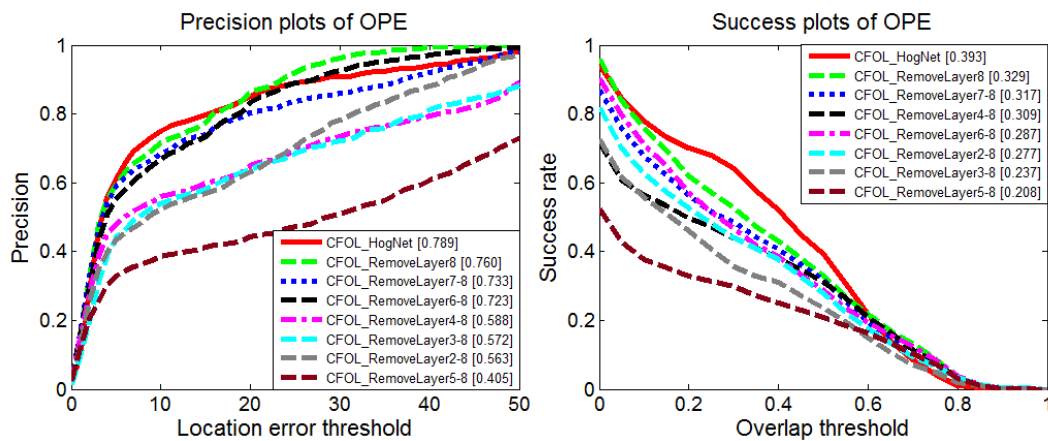 Precision plots of OPE
1
0.8
0.6
0.4
0.2
0
Precision
0
10
20
30
40
50
Location error threshold
CFOL_HogNet [0.789]
CFOL_RemoveLayer8 [0.760]
CFOL_RemoveLayer7-8 [0.733]
CFOL_RemoveLayer6-8 [0.723]
CFOL_RemoveLayer4-8 [0.588]
CFOL_RemoveLayer3-8 [0.572]
CFOL_RemoveLayer2-8 [0.563]
CFOL_RemoveLayer5-8 [0.405]
Success plots of OPE
1
0.8
0.6
0.4
0.2
0
Success rate
0
0.2
0.4
0.6
0.8
1
Overlap threshold
CFOL_HogNet [0.393]
CFOL_RemoveLayer8 [0.329]
CFOL_RemoveLayer7-8 [0.317]
CFOL_RemoveLayer4-8 [0.309]
CFOL_RemoveLayer6-8 [0.287]
CFOL_RemoveLayer2-8 [0.277]
CFOL_RemoveLayer3-8 [0.237]
CFOL_RemoveLayer5-8 [0.208]